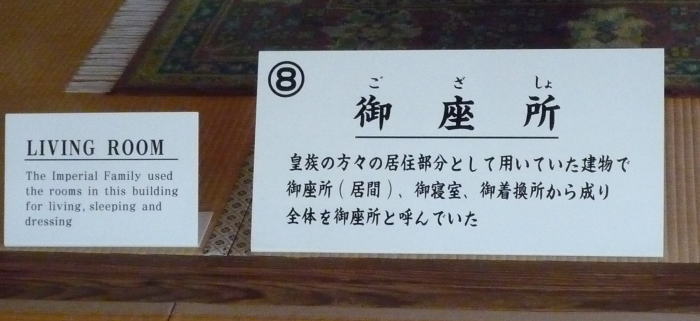 LIVING ROOM
The Imperial Family used
the rooms in this building
for living, sleeping and
dressing
⑧
ご ざ しょ
御座所
皇族の方々の居住部分として用いていた建物で
御座所(居間)、御寝室、御着換所から成り
全体を御座所と呼んでいた